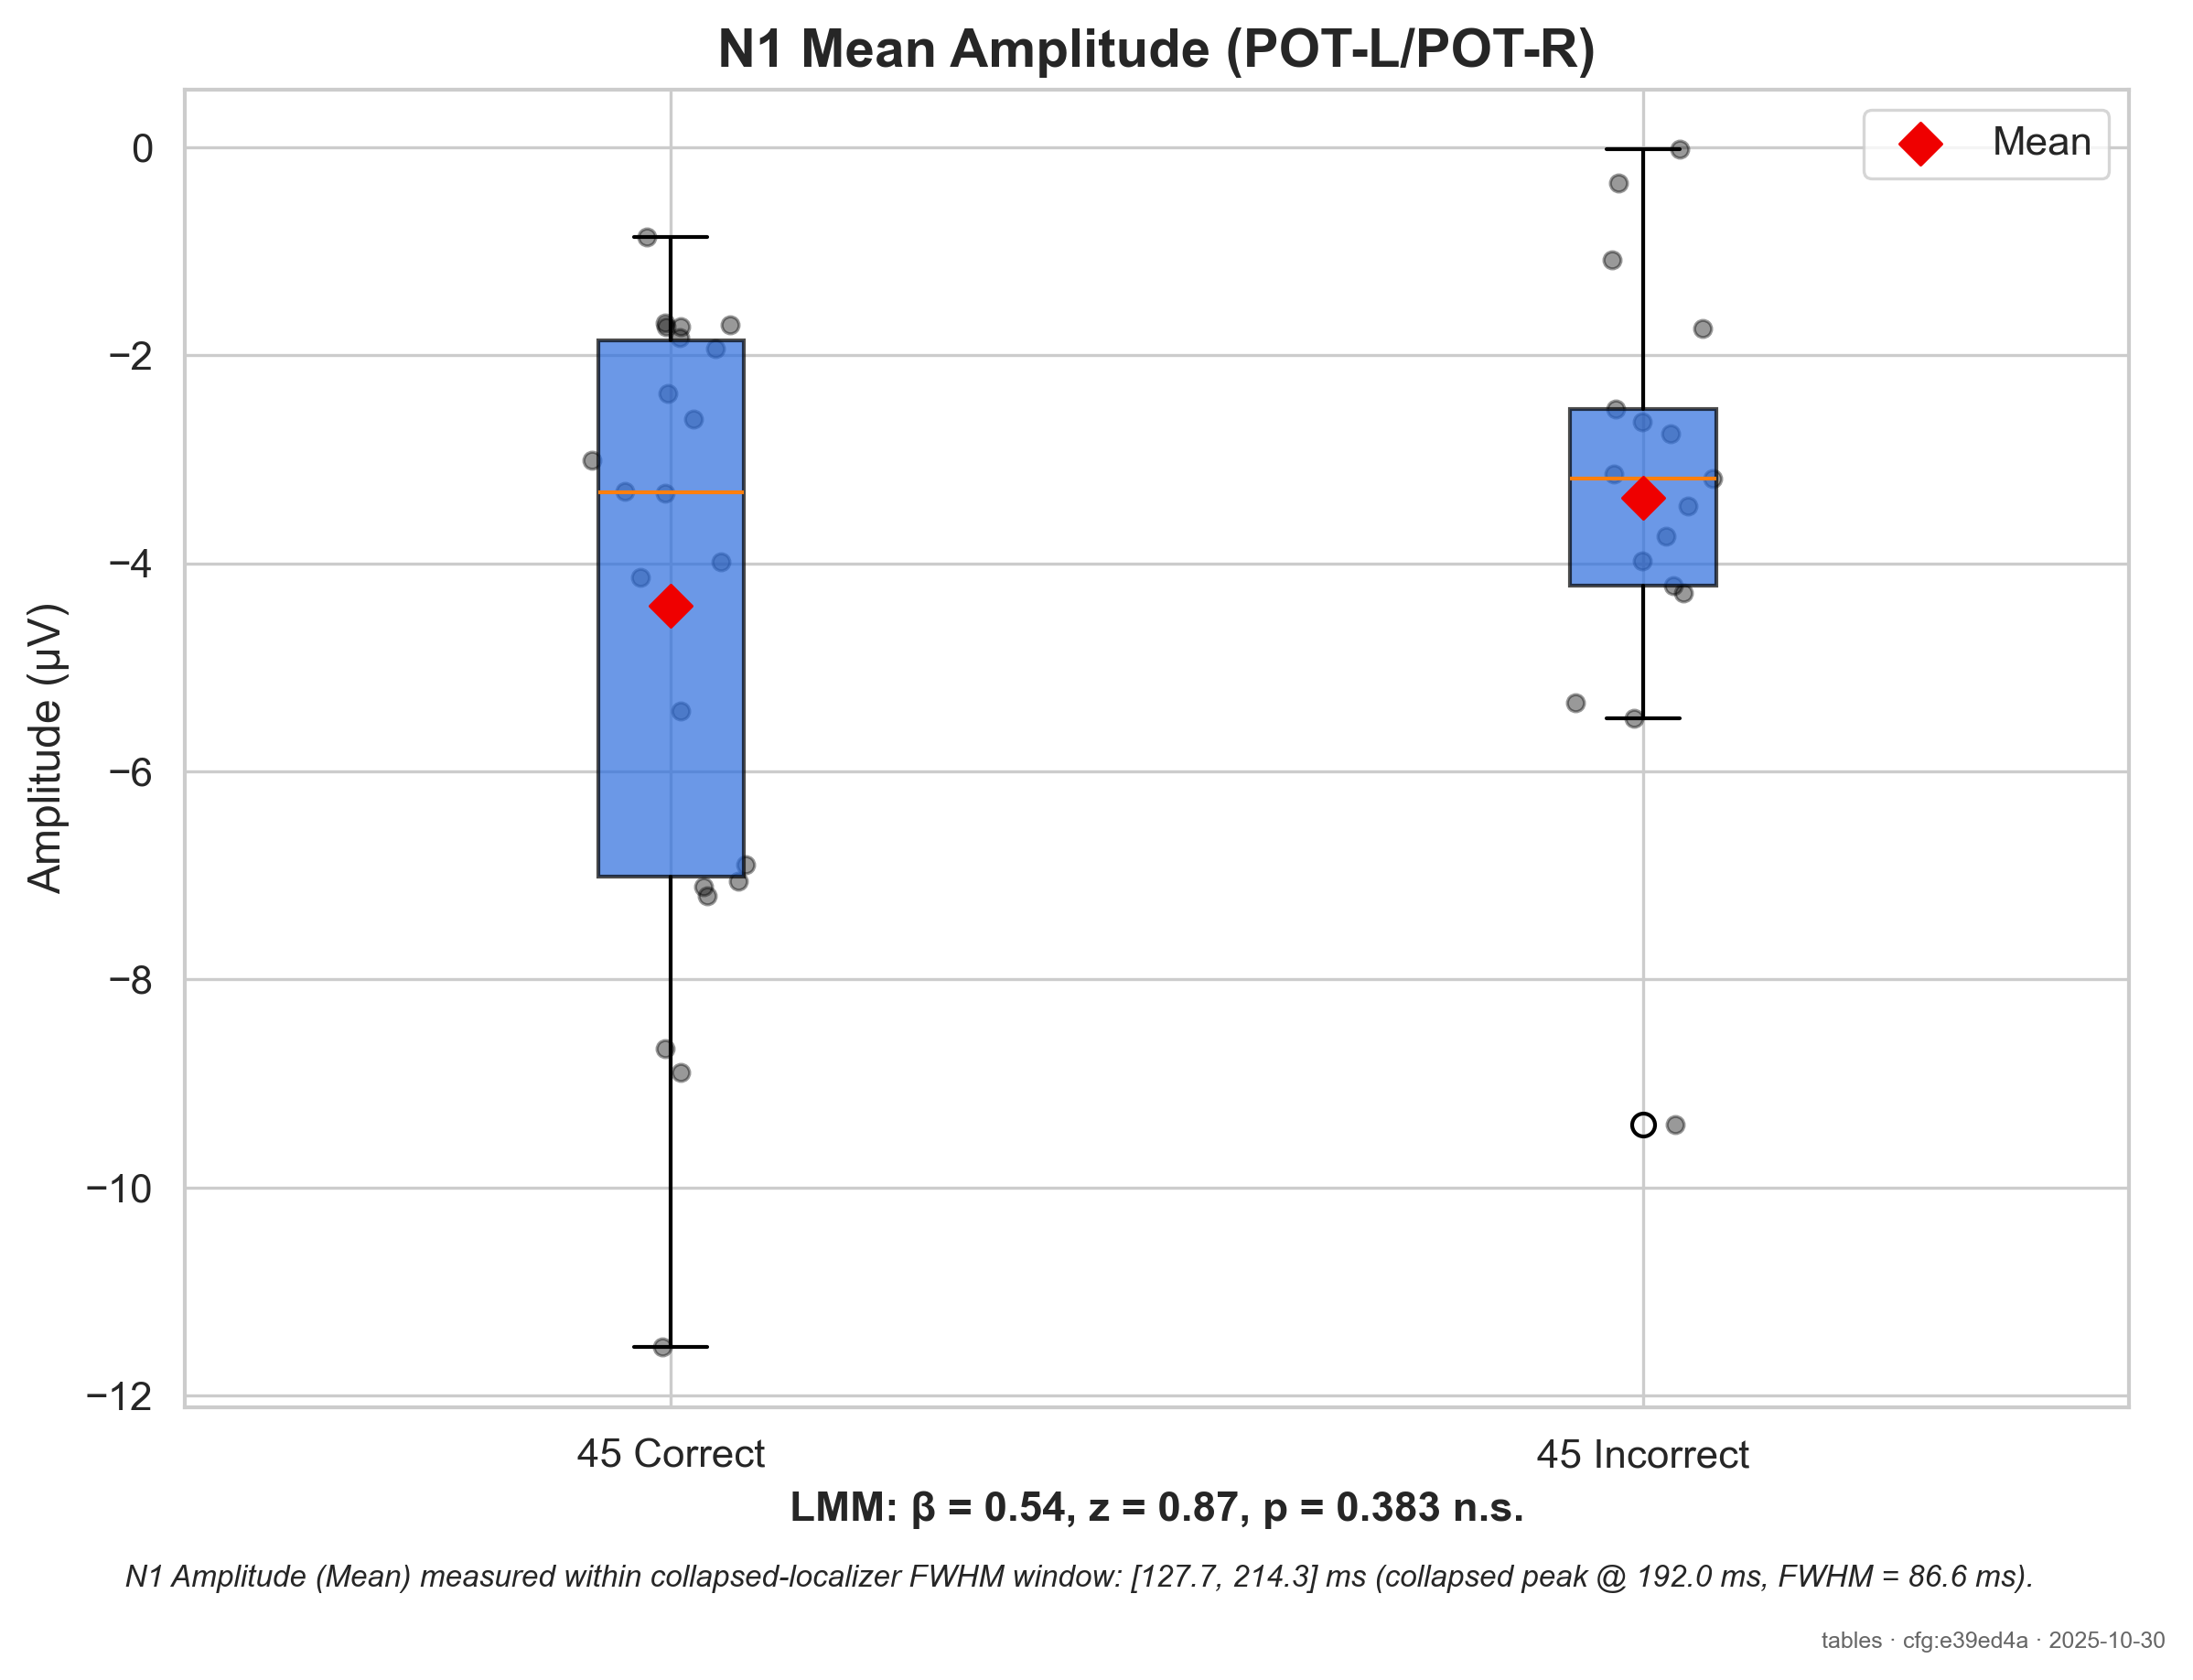 N1 Mean Amplitude (POT-L/POT-R)
Mean
Amplitude (µV)
0
−2
−4
−6
−8
−10
−12
45 Correct
45 Incorrect
LMM: β = 0.54, z = 0.87, p = 0.383 n.s.
N1 Amplitude (Mean) measured within collapsed-localizer FWHM window: [127.7, 214.3] ms (collapsed peak @ 192.0 ms, FWHM = 86.6 ms).
tables · cfg:e39ed4a · 2025-10-30